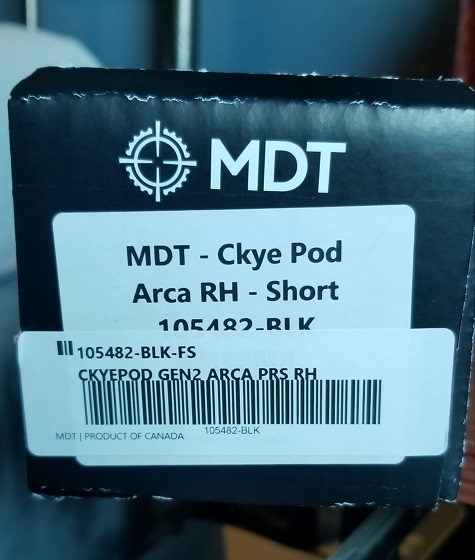 MDT
MDT - Ckye Pod
Arca RH - Short
105482-BLK
105482-BLK-FS
CKYEPOD GEN2 ARCA PRS RH
MDT | PRODUCT OF CANADA 105482-BLK